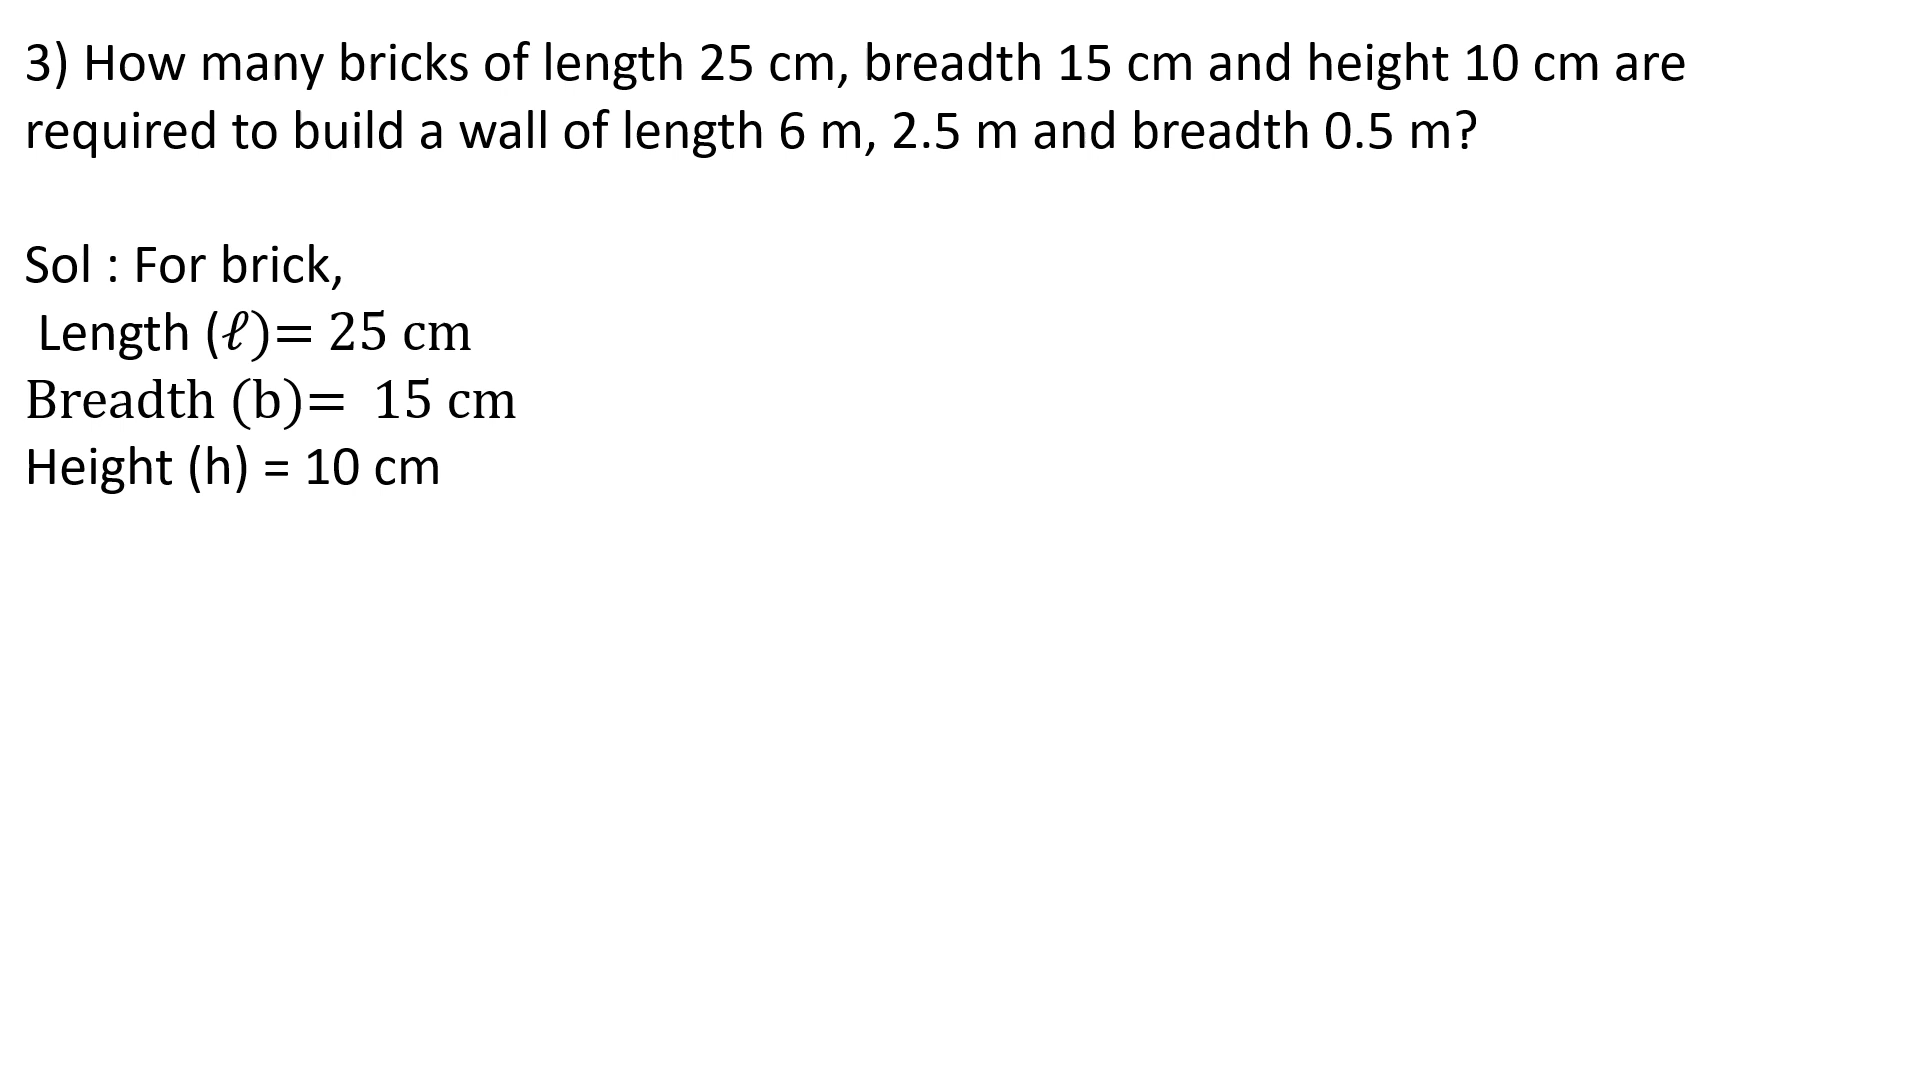 3) How many bricks of length 25 cm, breadth 15 cm and height 10 cm are
required to build a wall of length 6 m, 2.5 m and breadth 0.5 m?
Sol : For brick,
Length (ℓ)= 25 cm
Breadth (b)= 15 cm
Height (h) = 10 cm